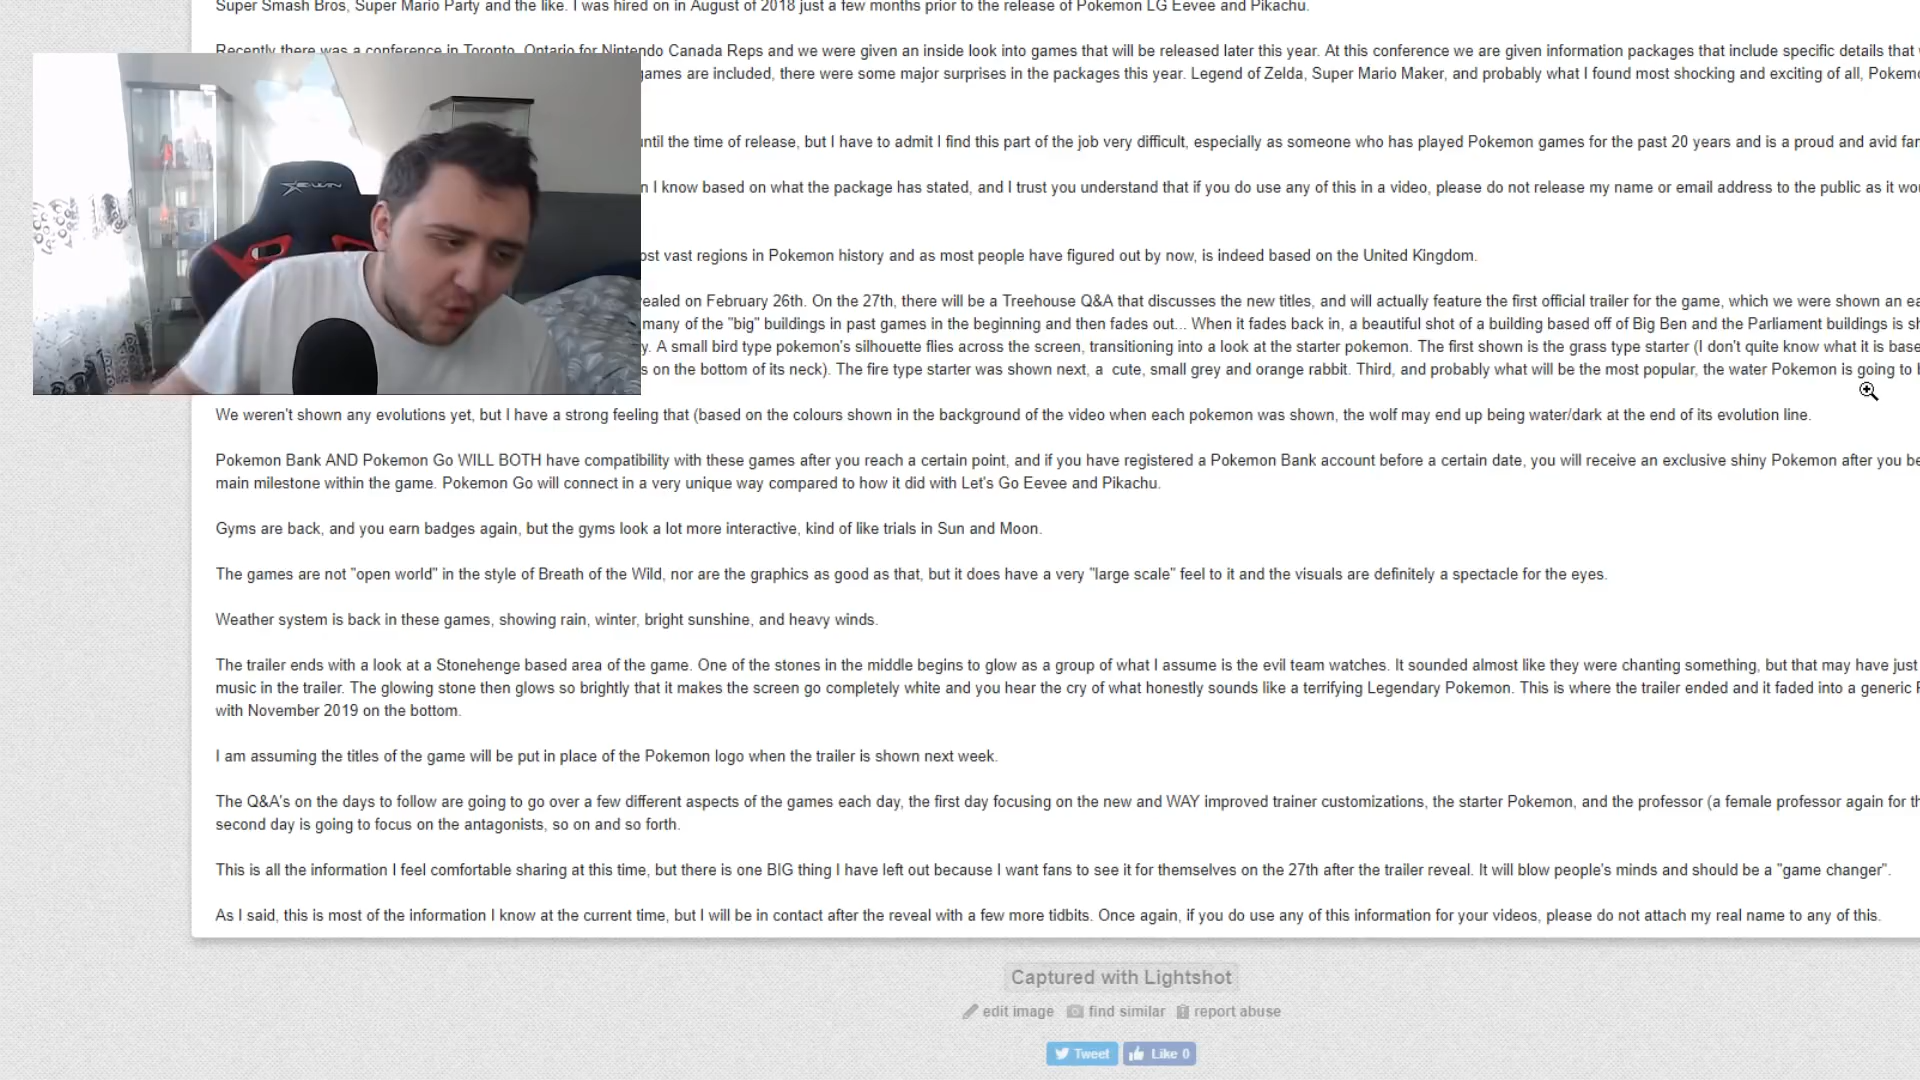 Super Smash Bros, Super Mario Party and the like. I was hired on in August of 2018 just a few months prior to the release of Pokemon LG Eevee and Pikachu.
Recently there was a conference in Toronto, Ontario for Nintendo Canada Reps and we were given an inside look into games that will be released later this year. At this conference we are given information packages that include specific details that
games are included, there were some major surprises in the packages this year. Legend of Zelda, Super Mario Maker, and probably what I found most shocking and exciting of all,
until the time of release, but I have to admit I find this part of the job very difficult, especially as someone who has played Pokemon games for the past 20 years and is a proud and avid
I know based on what the package has stated, and I trust you understand that if you do use any of this in a video, please do not release my name or email address to the public as it
vast regions in Pokemon history and as most people have figured out by now, is indeed based on the United Kingdom.
on February 26th. On the 27th, there will be a Treehouse Q&A that discusses the new titles, and will actually feature the first official trailer for the game, which we were shown an
many of the "big" buildings in past games in the beginning and then fades out... When it fades back in, a beautiful shot of a building based off of Big Ben and the Parliament buildings is
A small bird type pokemon's silhouette flies across the screen, transitioning into a look at the starter pokemon. The first shown is the grass type starter (I don't quite know what it is
on the bottom of its neck). The fire type starter was shown next, a cute, small grey and orange rabbit. Third, and probably what will be the most popular, the water Pokemon is going to
We weren't shown any evolutions yet, but I have a strong feeling that (based on the colours shown in the background of the video when each pokemon was shown, the wolf may end up being water/dark at the end of its evolution line.
Pokemon Bank AND Pokemon Go WILL BOTH have compatibility with these games after you reach a certain point, and if you have registered a Pokemon Bank account before a certain date, you will receive an exclusive shiny Pokemon after you
main milestone within the game. Pokemon Go will connect in a very unique way compared to how it did with Let's Go Eevee and Pikachu.
Gyms are back, and you earn badges again, but the gyms look a lot more interactive, kind of like trials in Sun and Moon.
The games are not "open world" in the style of Breath of the Wild, nor are the graphics as good as that, but it does have a very "large scale" feel to it and the visuals are definitely a spectacle for the eyes.
Weather system is back in these games, showing rain, winter, bright sunshine, and heavy winds.
The trailer ends with a look at a Stonehenge based area of the game. One of the stones in the middle begins to glow as a group of what I assume is the evil team watches. It sounded almost like they were chanting something, but that may have just
music in the trailer. The glowing stone then glows so brightly that it makes the screen go completely white and you hear the cry of what honestly sounds like a terrifying Legendary Pokemon. This is where the trailer ended and it faded into a generic
with November 2019 on the bottom.
I am assuming the titles of the game will be put in place of the Pokemon logo when the trailer is shown next week.
The Q&A's on the days to follow are going to go over a few different aspects of the games each day, the first day focusing on the new and WAY improved trainer customizations, the starter Pokemon, and the professor (a female professor again for
second day is going to focus on the antagonists, so on and so forth.
This is all the information I feel comfortable sharing at this time, but there is one BIG thing I have left out because I want fans to see it for themselves on the 27th after the trailer reveal. It will blow people's minds and should be a "game changer".
As I said, this is most of the information I know at the current time, but I will be in contact after the reveal with a few more tidbits. Once again, if you do use any of this information for your videos, please do not attach my real name to any of this.
Captured with Lightshot
edit image find similar report abuse
Tweet Like 0